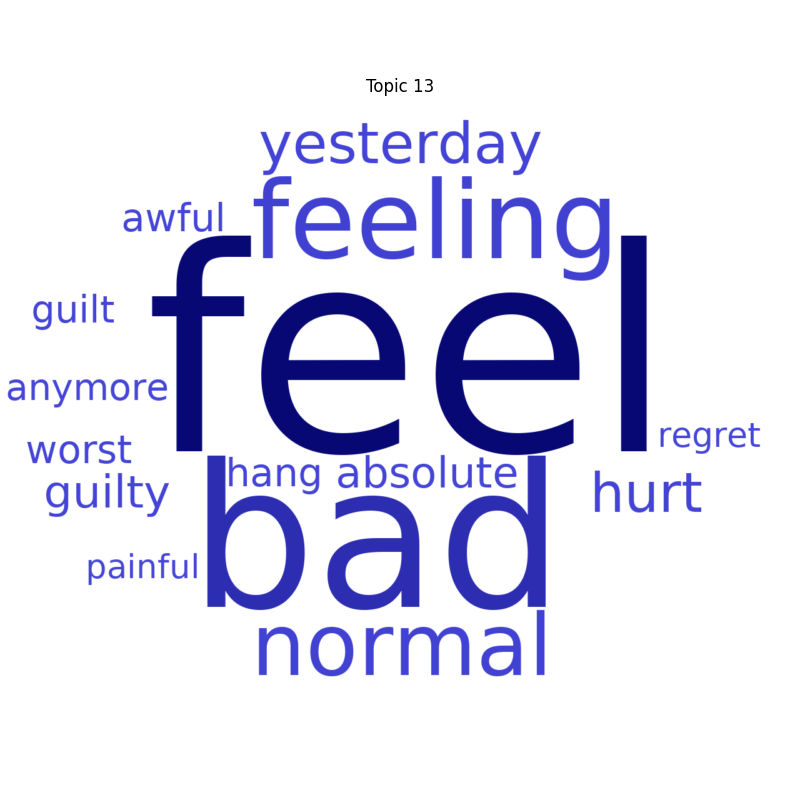 Topic 13
yesterday
feeling
awful
feel
guilt
anymore
regret
worst
hang absolute
guilty
hurt
bad
painful
normal